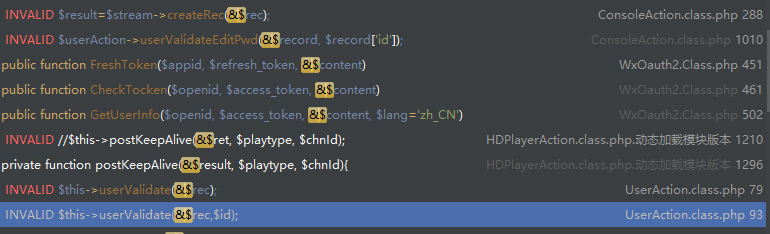 INVALID $result=$stream->createRec(&$rec); ConsoleAction.class.php 288
INVALID $userAction->userValidateEditPwd(&$record, $record['id']); ConsoleAction.class.php 1010
public function FreshToken($appid, $refresh_token, &$content) WxOauth2.Class.php 451
public function CheckTocken($openid, $access_token, &$content) WxOauth2.Class.php 461
public function GetUserInfo($openid, $access_token, &$content, $lang='zh_CN') WxOauth2.Class.php 502
INVALID //$this->postKeepAlive(&$ret, $playtype, $chnId); HDPlayerAction.class.php.动态加载模块版本 1210
private function postKeepAlive(&$result, $playtype, $chnId){ HDPlayerAction.class.php.动态加载模块版本 1296
INVALID $this->userValidate(&$rec); UserAction.class.php 79
INVALID $this->userValidate(&$rec,$id); UserAction.class.php 93